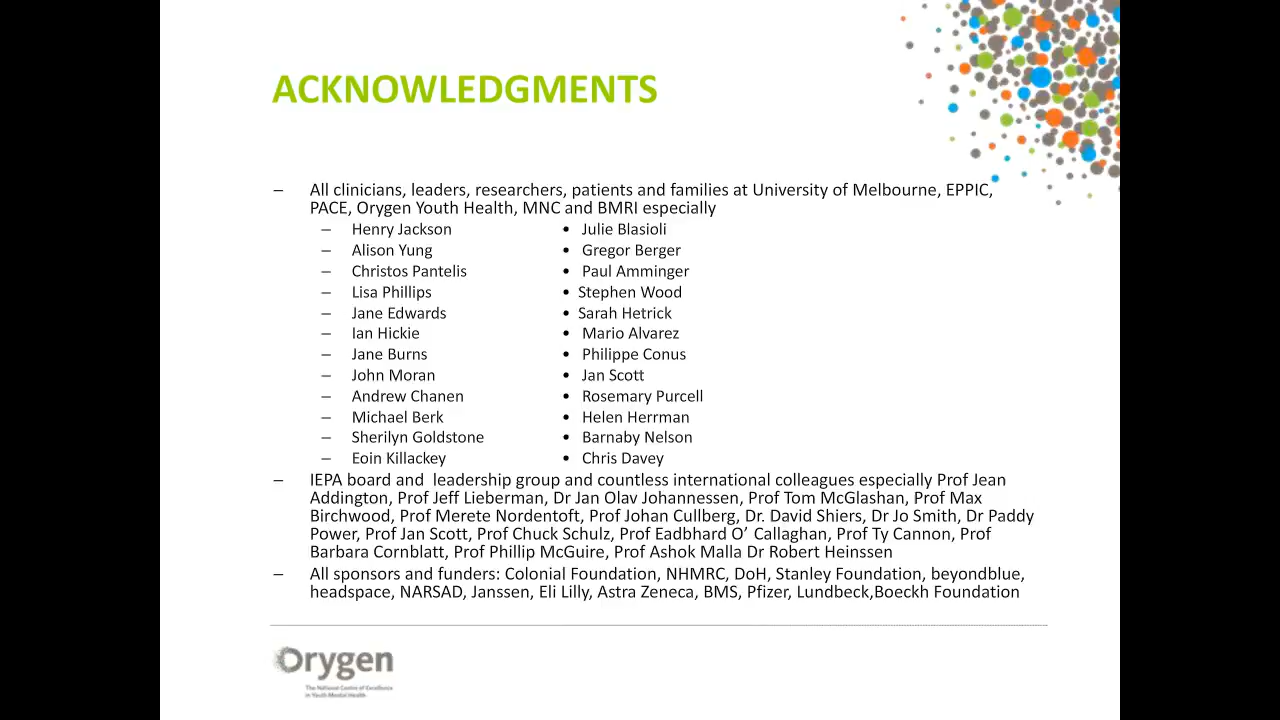 ACKNOWLEDGMENTS
– All clinicians, leaders, researchers, patients and families at University of Melbourne, EPPIC,
PACE, Orygen Youth Health, MNC and BMRI especially
– Henry Jackson • Julie Blasioli
– Alison Yung • Gregor Berger
– Christos Pantelis • Paul Amminger
– Lisa Phillips • Stephen Wood
– Jane Edwards • Sarah Hetrick
– Ian Hickie • Mario Alvarez
– Jane Burns • Philippe Conus
– John Moran • Jan Scott
– Andrew Chanen • Rosemary Purcell
– Michael Berk • Helen Herrman
– Sherilyn Goldstone • Barnaby Nelson
– Eoin Killackey • Chris Davey
– IEPA board and leadership group and countless international colleagues especially Prof Jean
Addington, Prof Jeff Lieberman, Dr Jan Olav Johannessen, Prof Tom McGlashan, Prof Max
Birchwood, Prof Merete Nordentoft, Prof Johan Cullberg, Dr. David Shiers, Dr Jo Smith, Dr Paddy
Power, Prof Jan Scott, Prof Chuck Schulz, Prof Eadbhard O’ Callaghan, Prof Ty Cannon, Prof
Barbara Cornblatt, Prof Phillip McGuire, Prof Ashok Malla Dr Robert Heinssen
– All sponsors and funders: Colonial Foundation, NHMRC, DoH, Stanley Foundation, beyondblue,
headspace, NARSAD, Janssen, Eli Lilly, Astra Zeneca, BMS, Pfizer, Lundbeck,Boeckh Foundation
Orygen
The National Centre of Excellence
in Youth Mental Health